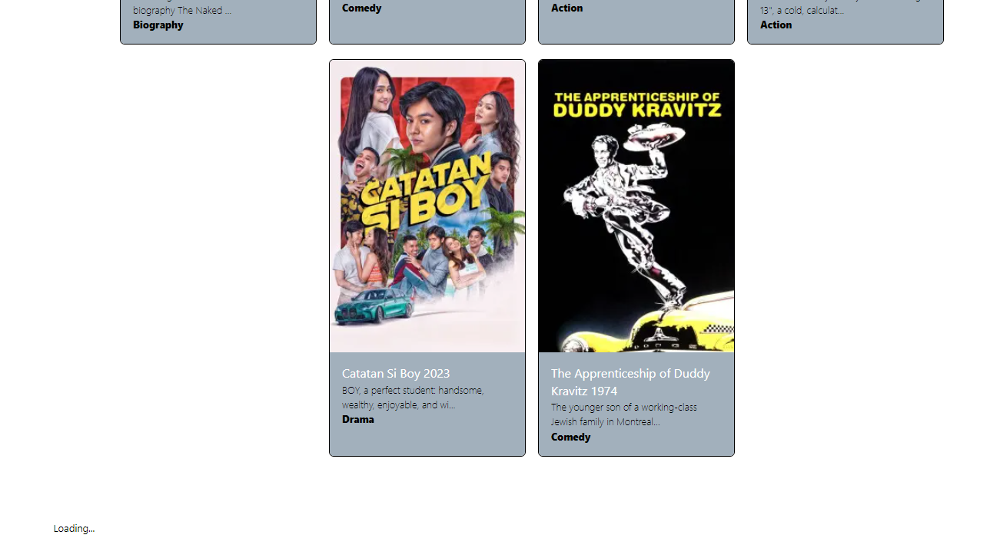 biography The Naked ...
Biography
Comedy
Action
13", a cold, calculat...
Action
CATATAN
SI BOY
Catatan Si Boy 2023
BOY, a perfect student: handsome,
wealthy, enjoyable, and wi...
Drama
THE APPRENTICESHIP OF
DUDDY KRAVITZ
DODGE
The Apprenticeship of Duddy
Kravitz 1974
The younger son of a working-class
Jewish family in Montreal...
Comedy
Loading...